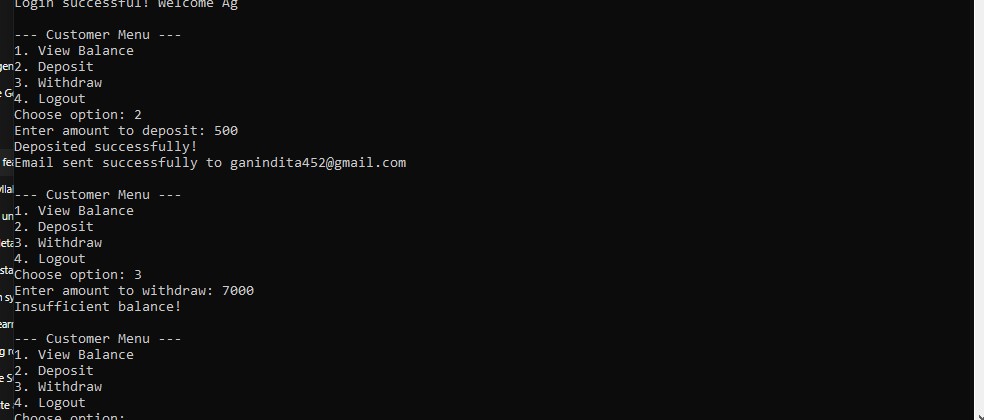 Login successful! Welcome Ag
--- Customer Menu ---
1. View Balance
2. Deposit
3. Withdraw
4. Logout
Choose option: 2
Enter amount to deposit: 500
Deposited successfully!
Email sent successfully to ganindita452@gmail.com
--- Customer Menu ---
1. View Balance
2. Deposit
3. Withdraw
4. Logout
Choose option: 3
Enter amount to withdraw: 7000
Insufficient balance!
--- Customer Menu ---
1. View Balance
2. Deposit
3. Withdraw
4. Logout
Choose option: